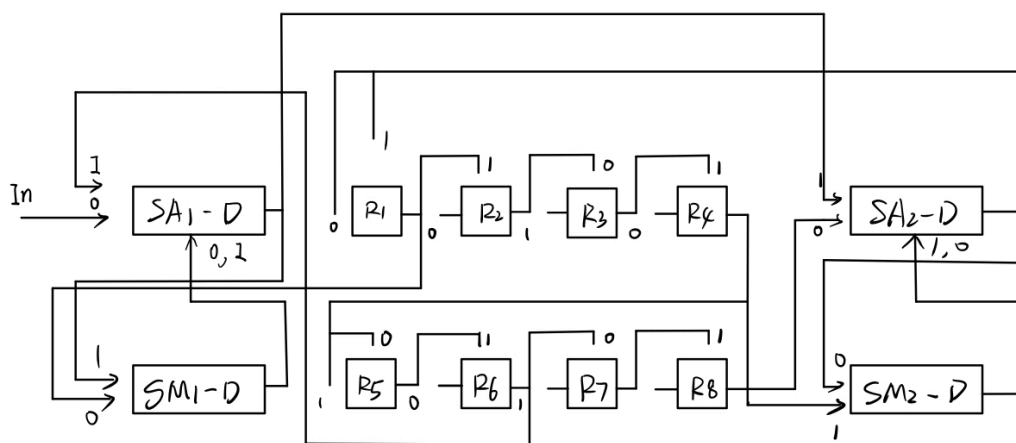 1
I 1 0 1 1
In 0 SA1-D R1 R2 R3 R4 SA2-D
0 0 1 0 0
0, I 1, 0
0 1 0 1
1 0
SM1-D R5 R6 R7 R8 SM2-D
0 1 0 1 1